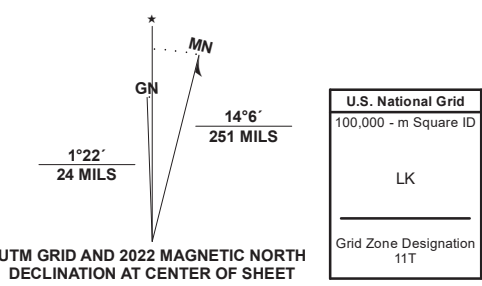 ★
MN
GN
14°6´
251 MILS
1°22´
24 MILS
UTM GRID AND 2022 MAGNETIC NORTH
DECLINATION AT CENTER OF SHEET
U.S. National Grid
100,000 - m Square ID
LK
Grid Zone Designation
11T